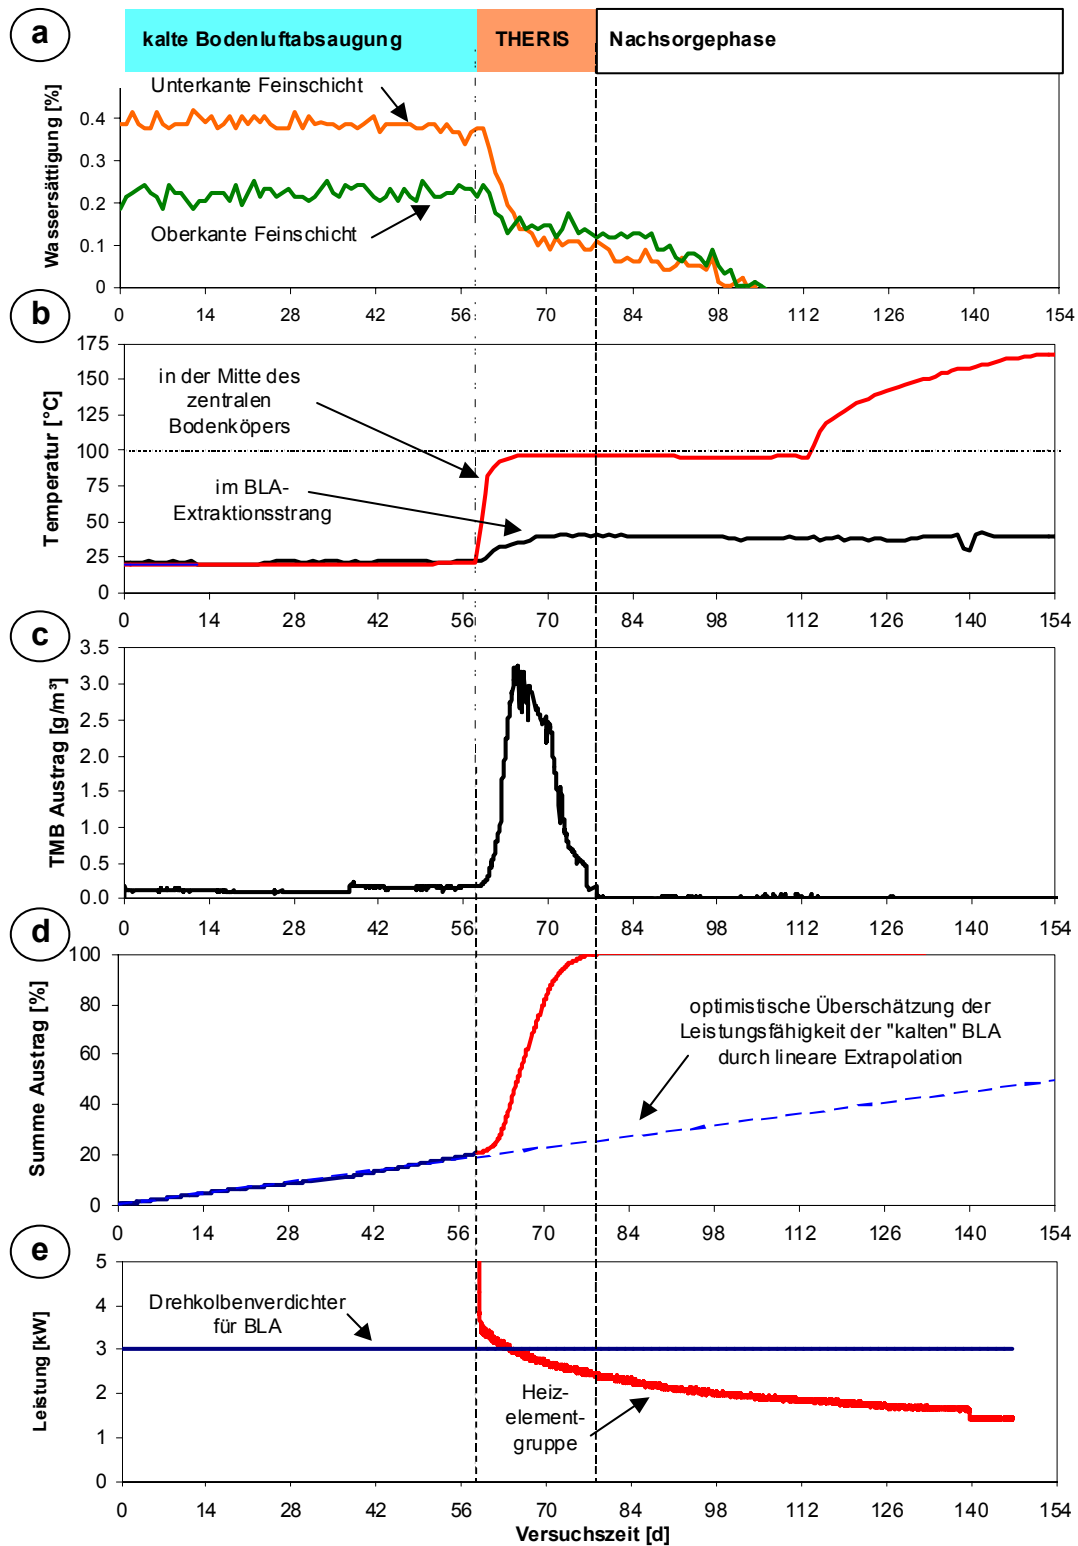 a
kalte Bodenluftabsaugung
THERIS
Nachsorgephase
Wassersättigung [%]
Unterkante Feinschicht
Oberkante Feinschicht
0.4
0.3
0.2
0.1
0
0 14 28 42 56 70 84 98 112 126 140 154
b
Temperatur [°C]
175
150
125
100
75
50
25
0
in der Mitte des
zentralen
Bodenköpers
im BLA-
Extraktionsstrang
0 14 28 42 56 70 84 98 112 126 140 154
c
TMB Austrag [g/m³]
3.5
3.0
2.5
2.0
1.5
1.0
0.5
0.0
0 14 28 42 56 70 84 98 112 126 140 154
d
Summe Austrag [%]
100
80
60
40
20
0
optimistische Überschätzung der
Leistungsfähigkeit der "kalten" BLA
durch lineare Extrapolation
0 14 28 42 56 70 84 98 112 126 140 154
e
Leistung [kW]
5
4
3
2
1
0
Drehkolbenverdichter
für BLA
Heiz-
element-
gruppe
0 14 28 42 56 70 84 98 112 126 140 154
Versuchszeit [d]